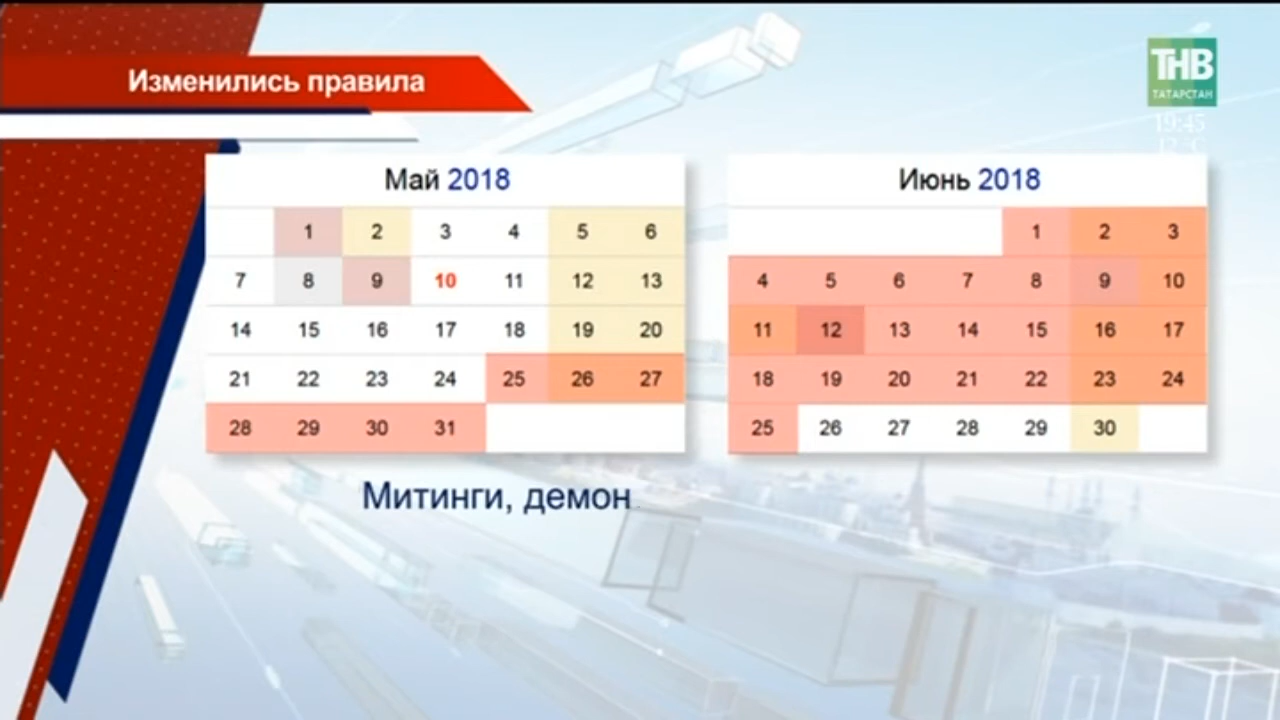 Изменились правила
ТНВ
ТАТАРСТАН
19:45
12 °C
Май 2018
1 2 3 4 5 6
7 8 9 10 11 12 13
14 15 16 17 18 19 20
21 22 23 24 25 26 27
28 29 30 31
Июнь 2018
1 2 3
4 5 6 7 8 9 10
11 12 13 14 15 16 17
18 19 20 21 22 23 24
25 26 27 28 29 30
Митинги, демон